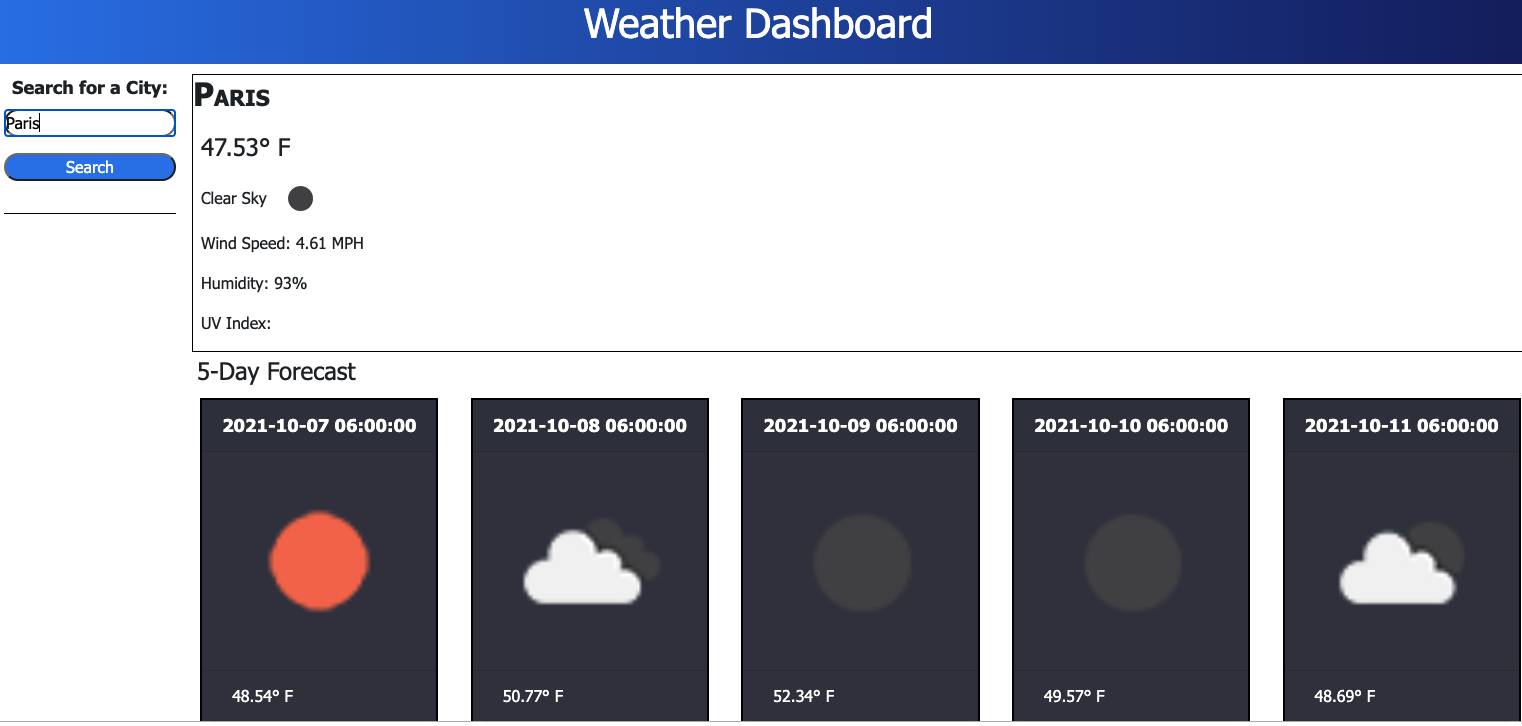 Weather Dashboard
Search for a City:
Paris
Search
Paris
47.53° F
Clear Sky
Wind Speed: 4.61 MPH
Humidity: 93%
UV Index:
5-Day Forecast
2021-10-07 06:00:00
48.54° F
2021-10-08 06:00:00
50.77° F
2021-10-09 06:00:00
52.34° F
2021-10-10 06:00:00
49.57° F
2021-10-11 06:00:00
48.69° F